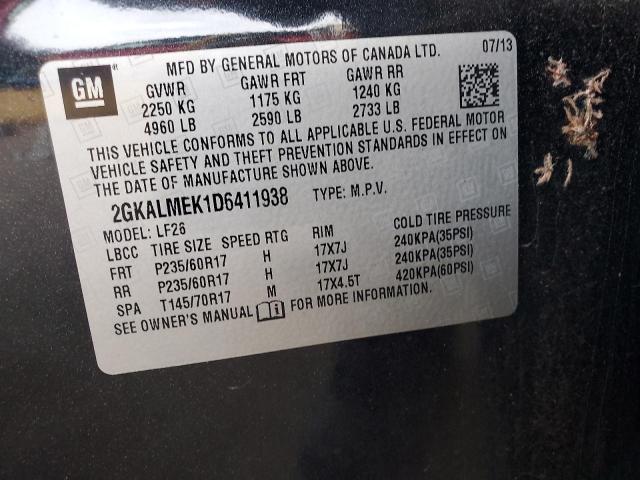 GM
MFD BY GENERAL MOTORS OF CANADA LTD. 07/13
GVWR GAWR FRT GAWR RR
2250 KG 1175 KG 1240 KG
4960 LB 2590 LB 2733 LB
THIS VEHICLE CONFORMS TO ALL APPLICABLE U.S. FEDERAL MOTOR
VEHICLE SAFETY AND THEFT PREVENTION STANDARDS IN EFFECT ON
THE DATE OF MANUFACTURE SHOWN ABOVE.
2GKALMEK1D6411938 TYPE: M.P.V.
MODEL: LF26
LBCC TIRE SIZE SPEED RTG RIM COLD TIRE PRESSURE
FRT P235/60R17 H 17X7J 240KPA(35PSI)
RR P235/60R17 H 17X7J 240KPA(35PSI)
SPA T145/70R17 M 17X4.5T 420KPA(60PSI)
SEE OWNER'S MANUAL FOR MORE INFORMATION.